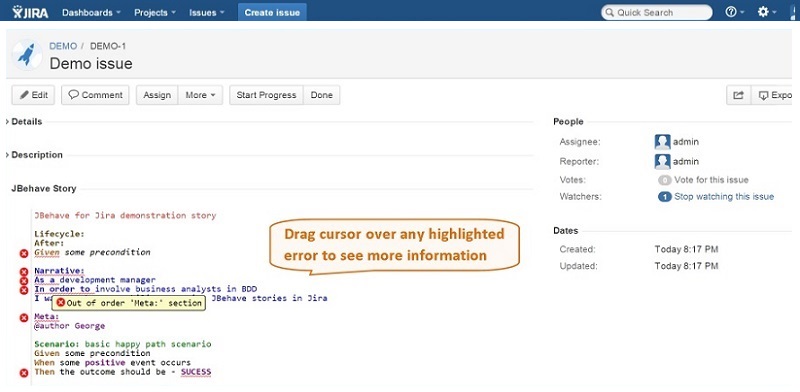 JIRA Dashboards Projects Issues Create issue Quick Search
DEMO / DEMO-1
Demo issue
Edit Comment Assign More Start Progress Done Expo
Details
Description
JBehave Story
JBehave for Jira demonstration story
Lifecycle:
After:
Given some precondition
Narrative:
As a development manager
In order to involve business analysts in BDD
I w JBehave stories in Jira
Out of order 'Meta:' section
Meta:
@author George
Scenario: basic happy path scenario
Given some precondition
When some positive event occurs
Then the outcome should be - SUCESS
Drag cursor over any highlighted
error to see more information
People
Assignee: admin
Reporter: admin
Votes: 0 Vote for this issue
Watchers: 1 Stop watching this issue
Dates
Created: Today 8:17 PM
Updated: Today 8:17 PM